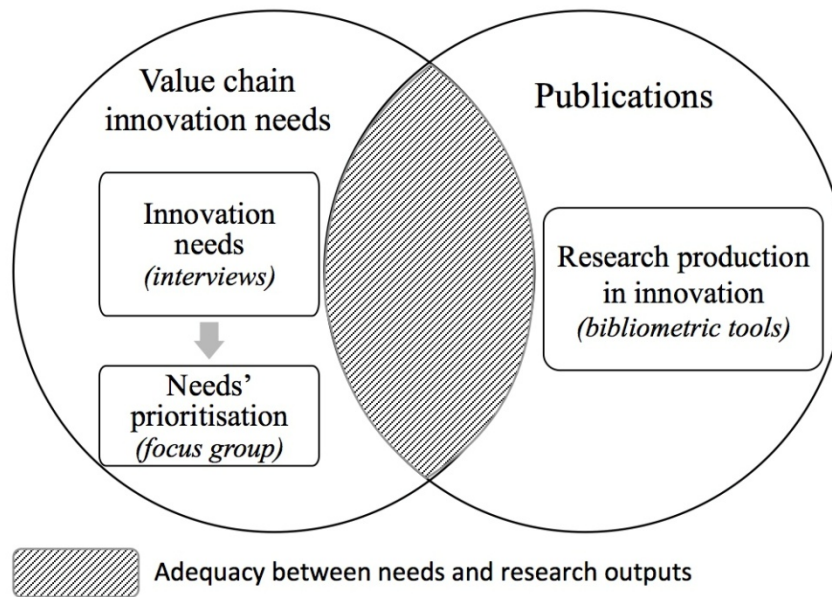 Value chain
innovation needs
Publications
Innovation
needs
(interviews)
Needs’
prioritisation
(focus group)
Research production
in innovation
(bibliometric tools)
Adequacy between needs and research outputs